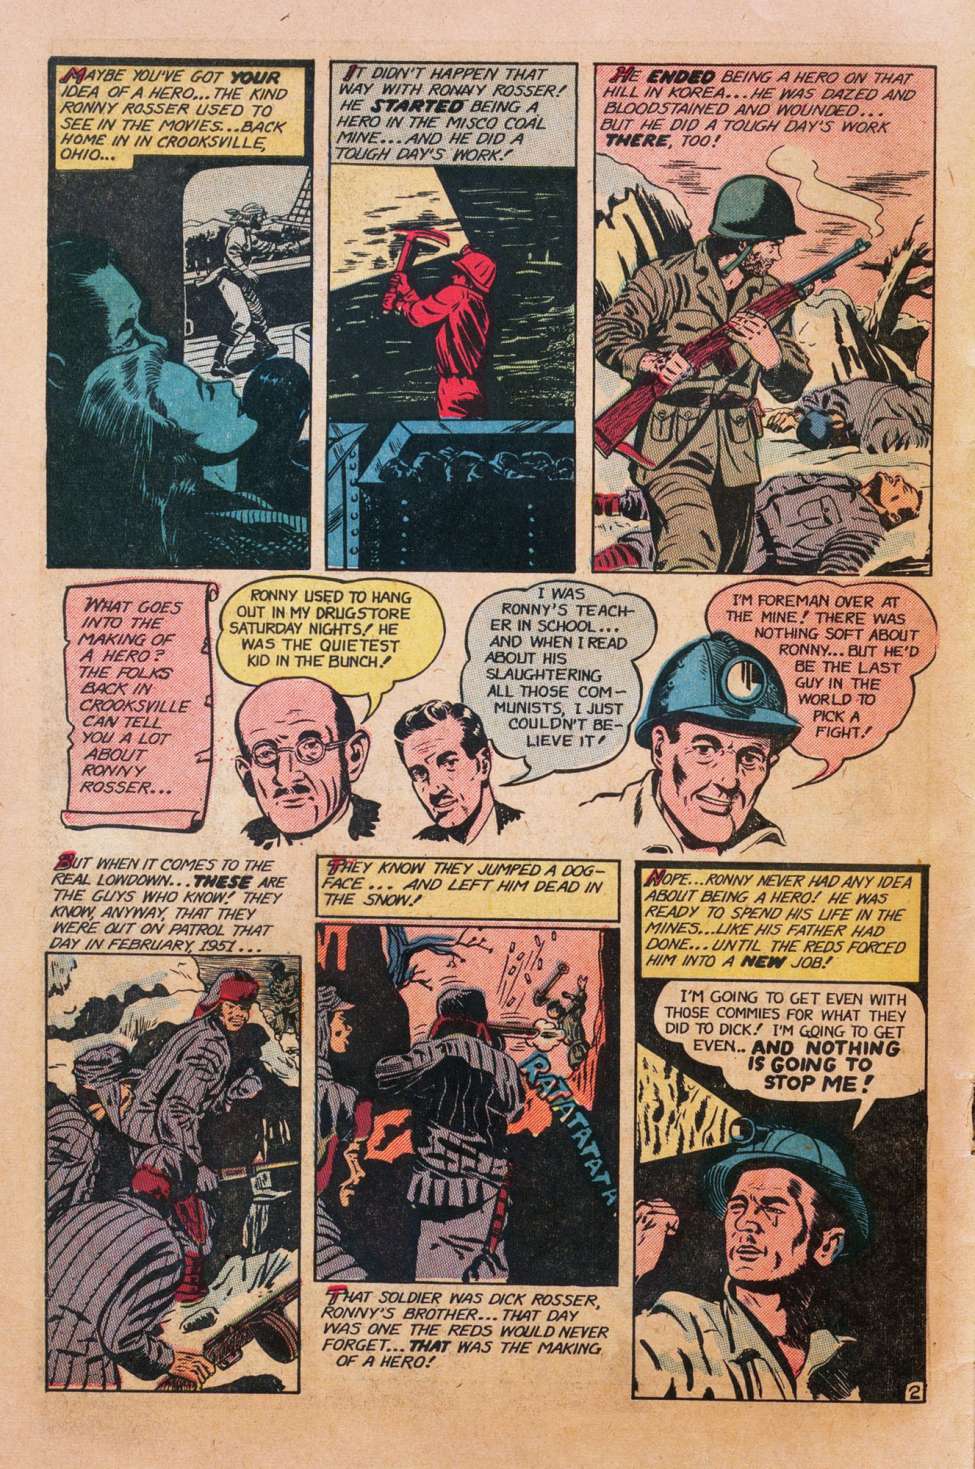 MAYBE YOU'VE GOT YOUR
IDEA OF A HERO...THE KIND
RONNY ROSSER USED TO
SEE IN THE MOVIES...BACK
HOME IN IN CROOKSVILLE,
OHIO...
IT DIDN'T HAPPEN THAT
WAY WITH RONNY ROSSER!
HE STARTED BEING A
HERO IN THE MISCO COAL
MINE...AND HE DID A
TOUGH DAY'S WORK!
HE ENDED BEING A HERO ON THAT
HILL IN KOREA...HE WAS DAZED AND
BLOODSTAINED AND WOUNDED...
BUT HE DID A TOUGH DAY'S WORK
THERE, TOO!
WHAT GOES
INTO THE
MAKING OF
A HERO?
THE FOLKS
BACK IN
CROOKSVILLE
CAN TELL
YOU A LOT
ABOUT
RONNY
ROSSER...
RONNY USED TO HANG
OUT IN MY DRUGSTORE
SATURDAY NIGHTS! HE
WAS THE QUIETEST
KID IN THE BUNCH!
I WAS
RONNY'S TEACH-
ER IN SCHOOL...
AND WHEN I READ
ABOUT HIS
SLAUGHTERING
ALL THOSE COM-
MUNISTS, I JUST
COULDN'T BE-
LIEVE IT!
I'M FOREMAN OVER AT
THE MINE! THERE WAS
NOTHING SOFT ABOUT
RONNY...BUT HE'D
BE THE LAST
GUY IN THE
WORLD TO
PICK A
FIGHT!
BUT WHEN IT COMES TO THE
REAL LOWDOWN...THESE ARE
THE GUYS WHO KNOW! THEY
KNOW, ANYWAY, THAT THEY
WERE OUT ON PATROL THAT
DAY IN FEBRUARY, 1951...
THEY KNOW THEY JUMPED A DOG-
FACE... AND LEFT HIM DEAD IN
THE SNOW!
RATATATATATA
THAT SOLDIER WAS DICK ROSSER,
RONNY'S BROTHER...THAT DAY
WAS ONE THE REDS WOULD NEVER
FORGET...THAT WAS THE MAKING
OF A HERO!
NOPE...RONNY NEVER HAD ANY IDEA
ABOUT BEING A HERO! HE WAS
READY TO SPEND HIS LIFE IN THE
MINES...LIKE HIS FATHER HAD
DONE...UNTIL THE REDS FORCED
HIM INTO A NEW JOB!
I'M GOING TO GET EVEN WITH
THOSE COMMIES FOR WHAT THEY
DID TO DICK! I'M GOING TO GET
EVEN.. AND NOTHING
IS GOING TO
STOP ME!
2